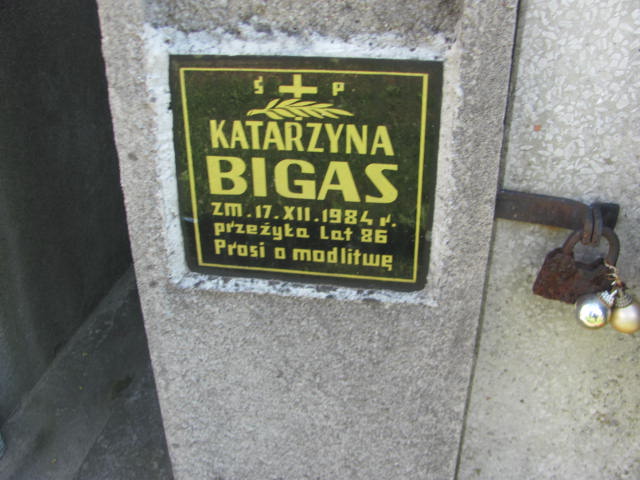 Ś P
KATARZYNA
BIGAS
zm. 17. XII. 1984 r.
przeżyła Lat 86
Prosi o modlitwę